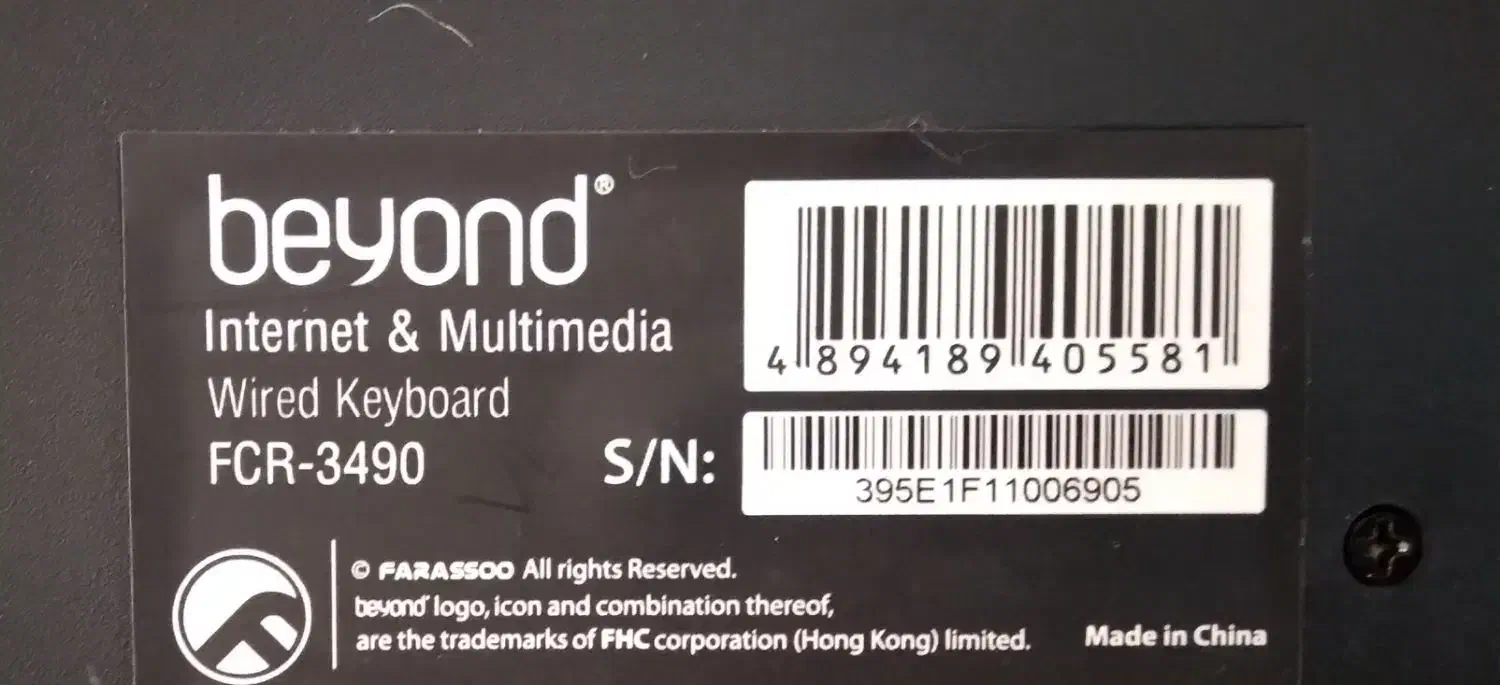 beyond®
Internet & Multimedia
Wired Keyboard
FCR-3490
4 894189 405581
S/N:
395E1F11006905
© FARASSOO All rights Reserved.
beyond® logo, icon and combination thereof,
are the trademarks of FHC corporation (Hong Kong) limited.
Made in China